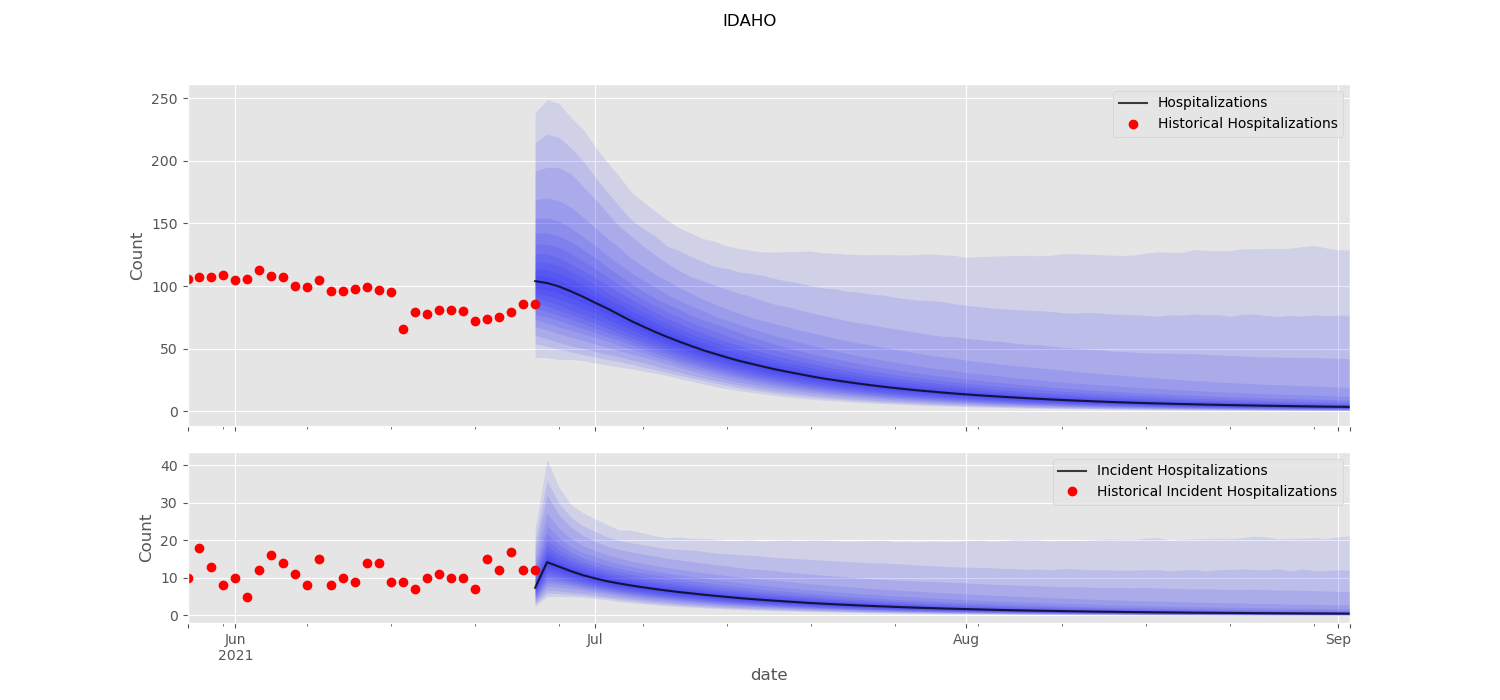 IDAHO
250
200
150
100
50
0
Count
Hospitalizations
Historical Hospitalizations
40
30
20
10
0
Count
Incident Hospitalizations
Historical Incident Hospitalizations
Jun
2021
Jul
Aug
Sep
date